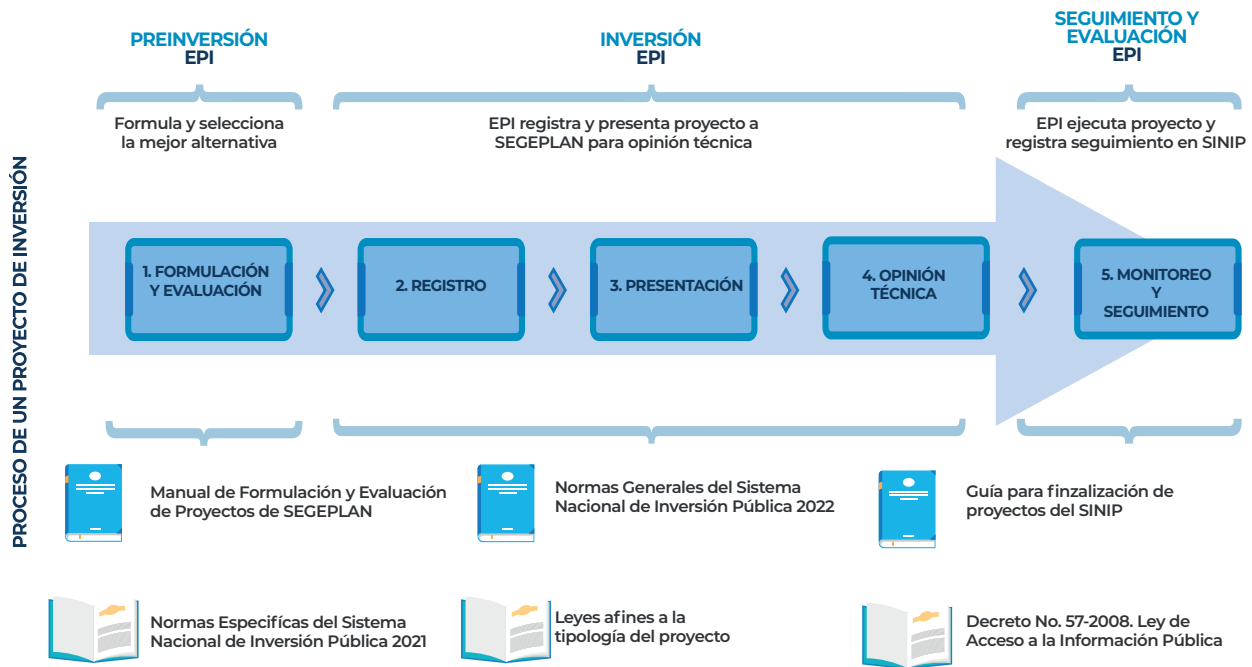 PROCESO DE UN PROYECTO DE INVERSIÓN
PREINVERSIÓN
EPI
Formula y selecciona
la mejor alternativa
INVERSIÓN
EPI
EPI registra y presenta proyecto a
SEGEPLAN para opinión técnica
SEGUIMIENTO Y
EVALUACIÓN
EPI
EPI ejecuta proyecto y
registra seguimiento en SINIP
1. FORMULACIÓN
Y EVALUACIÓN
2. REGISTRO
3. PRESENTACIÓN
4. OPINIÓN
TÉCNICA
5. MONITOREO
Y
SEGUIMIENTO
Manual de Formulación y Evaluación
de Proyectos de SEGEPLAN
Normas Generales del Sistema
Nacional de Inversión Pública 2022
Guía para finzalización de
proyectos del SINIP
Normas Especifícas del Sistema
Nacional de Inversión Pública 2021
Leyes afines a la
tipología del proyecto
Decreto No. 57-2008. Ley de
Acceso a la Información Pública